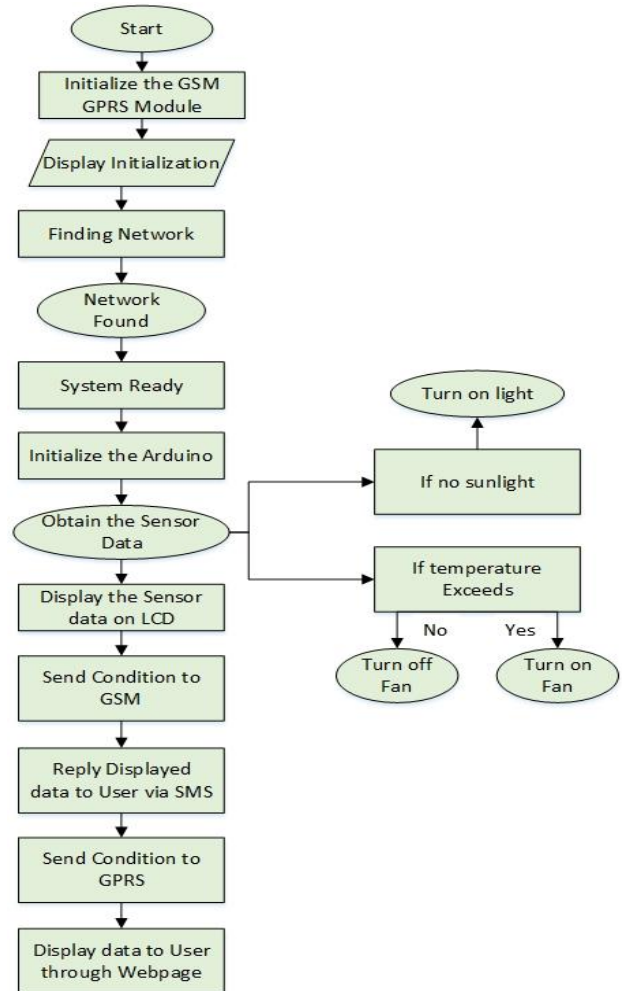 Start
Initialize the GSM
GPRS Module
Display Initialization
Finding Network
Network
Found
System Ready
Initialize the Arduino
Obtain the Sensor
Data
Display the Sensor
data on LCD
Send Condition to
GSM
Reply Displayed
data to User via SMS
Send Condition to
GPRS
Display data to User
through Webpage
Turn on light
If no sunlight
If temperature
Exceeds
No
Yes
Turn off
Fan
Turn on
Fan